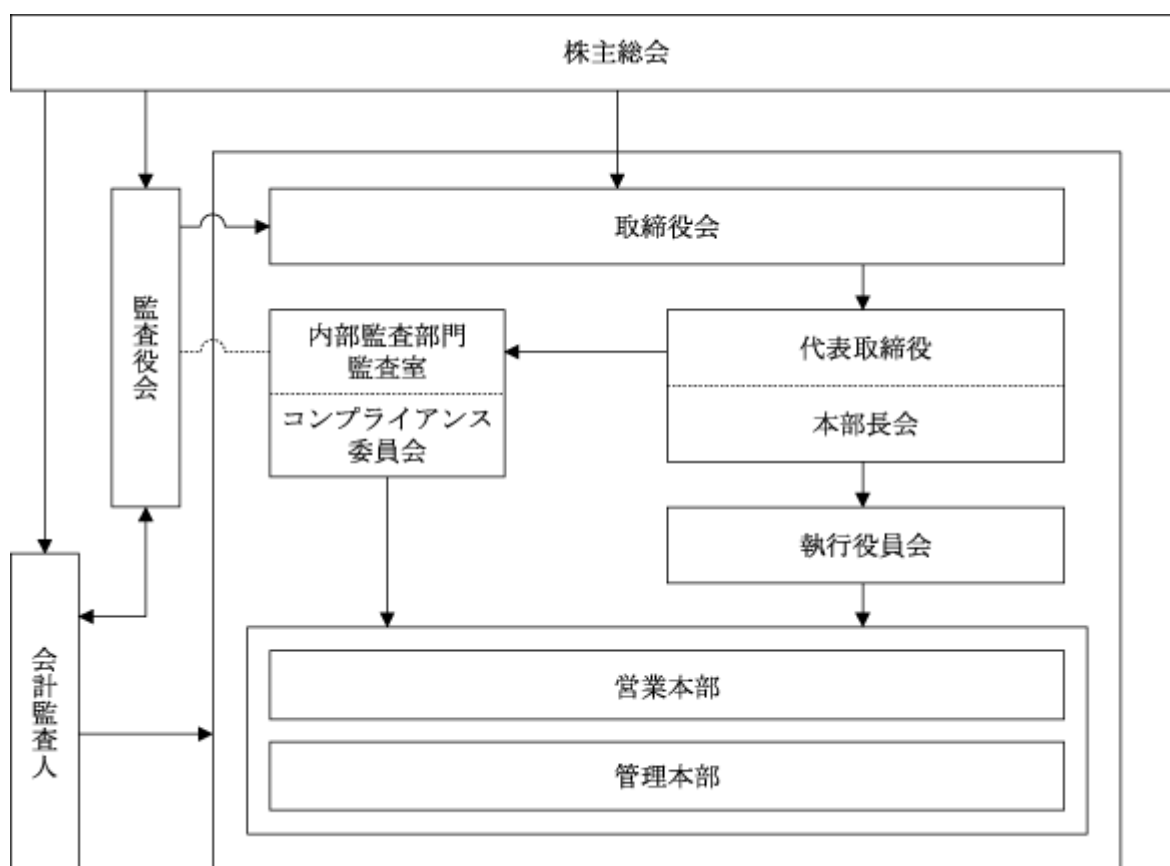 株主総会
取締役会
監査役会
内部監査部門
監査室
コンプライアンス
委員会
代表取締役
本部長会
執行役員会
会計監査人
営業本部
管理本部